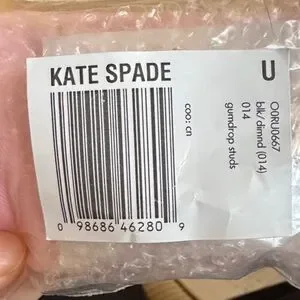 KATE SPADE
U
0 98686 46280 9
coo: cn
O0RU0667
blk/ dimnd (014)
014
gumdrop studs